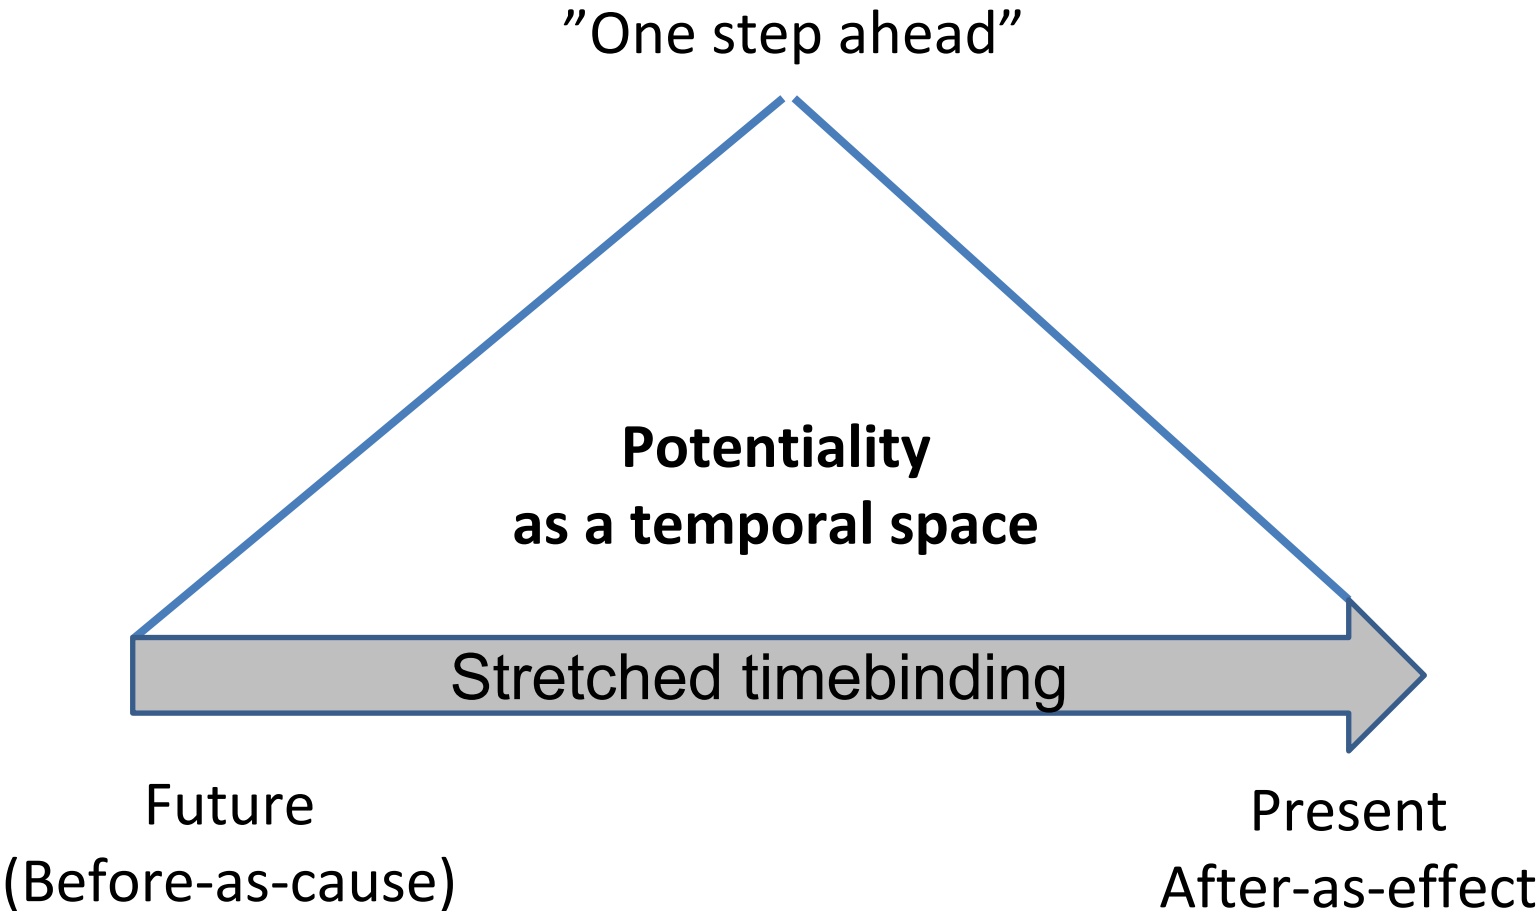 ”One step ahead”
Potentiality
as a temporal space
Stretched timebinding
Future
(Before-as-cause)
Present
After-as-effect